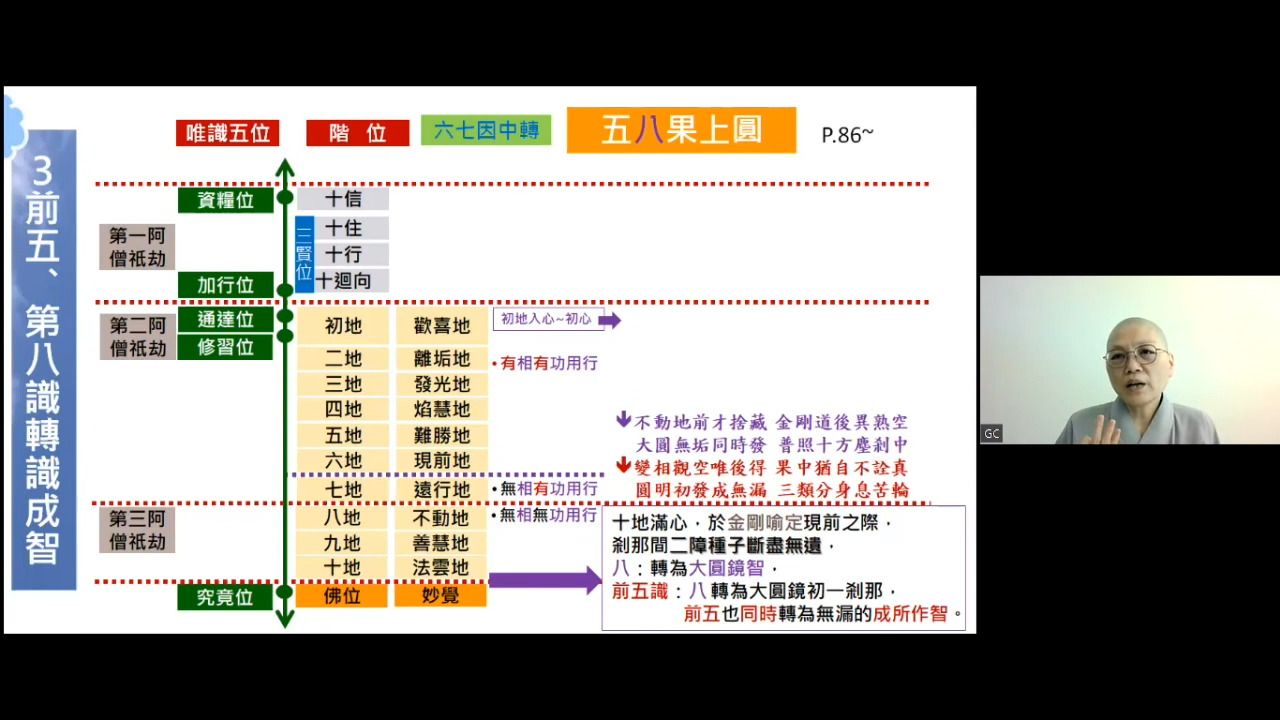 3前五、第八識轉識成智
唯識五位
階 位
六七因中轉
五八果上圓
P.86~
資糧位
十信
第一阿
僧祇劫
三賢位
十住
十行
加行位
十迴向
第二阿
僧祇劫
通達位
修習位
初地
歡喜地
初地入心~初心
二地
離垢地
•有相有功用行
三地
發光地
四地
焰慧地
五地
難勝地
六地
現前地
七地
遠行地
•無相有功用行
第三阿
僧祇劫
八地
不動地
•無相無功用行
九地
善慧地
十地
法雲地
究竟位
佛位
妙覺
不動地前才捨藏 金剛道後異熟空
大圓無垢同時發 普照十方塵剎中
變相觀空唯後得 果中猶自不詮真
圓明初發成無漏 三類分身息苦輪
十地滿心，於金剛喻定現前之際，
剎那間二障種子斷盡無遺，
八：轉為大圓鏡智，
前五識：八轉為大圓鏡初一剎那，
前五也同時轉為無漏的成所作智。
GC